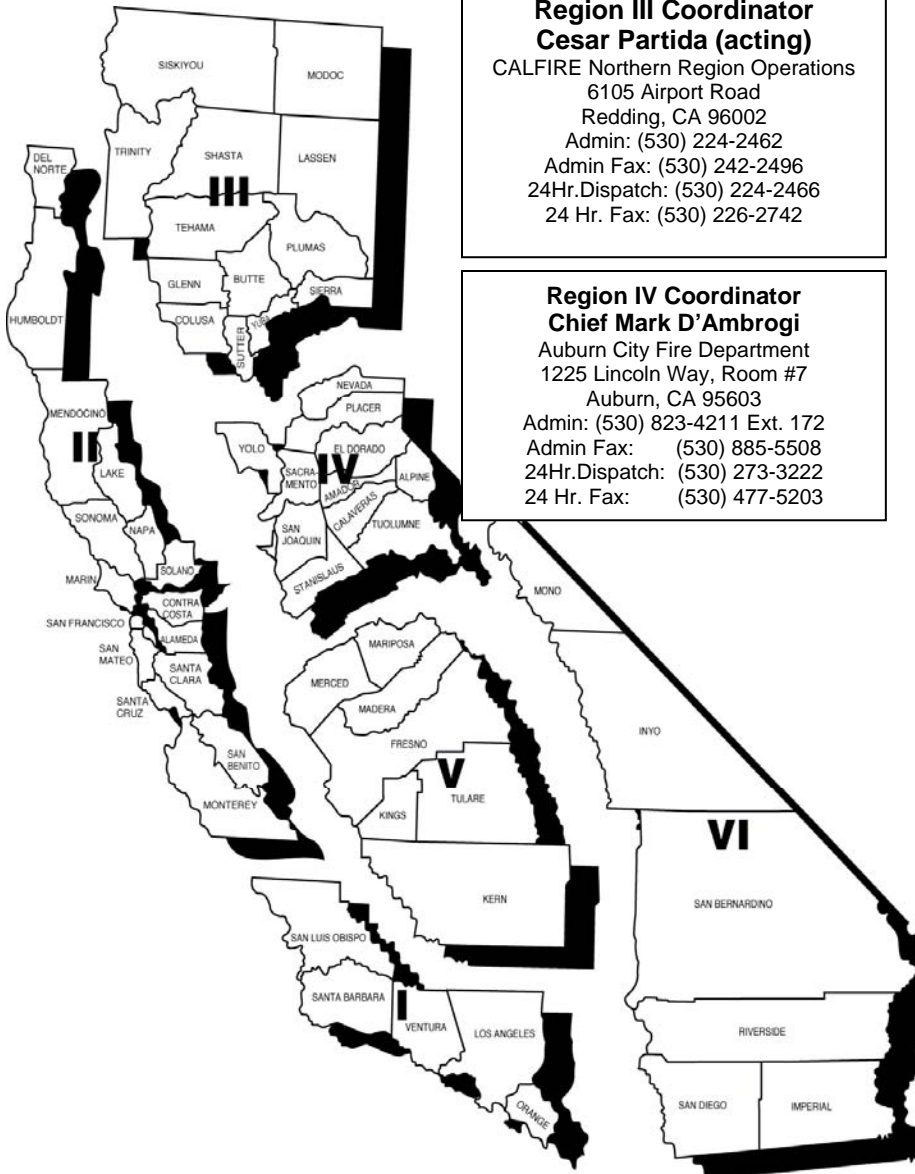 Region III Coordinator
Cesar Partida (acting)
CALFIRE Northern Region Operations
6105 Airport Road
Redding, CA 96002
Admin: (530) 224-2462
Admin Fax: (530) 242-2496
24Hr.Dispatch: (530) 224-2466
24 Hr. Fax: (530) 226-2742
Region IV Coordinator
Chief Mark D'Ambrogi
Auburn City Fire Department
1225 Lincoln Way, Room #7
Auburn, CA 95603
Admin: (530) 823-4211 Ext. 172
Admin Fax: (530) 885-5508
24Hr.Dispatch: (530) 273-3222
24 Hr. Fax: (530) 477-5203
SISKIYOU
MODOC
DEL
NORTE
TRINITY
SHASTA
LASSEN
III
TEHAMA
PLUMAS
GLENN
BUTTE
SIERRA
HUMBOLDT
COLUSA
SUTTER
YUBA
MENDOCINO
II
LAKE
SONOMA
NAPA
MARIN
SOLANO
CONTRA
COSTA
SAN FRANCISCO
ALAMEDA
SAN
MATEO
SANTA
CLARA
SANTA
CRUZ
SAN
BENITO
MONTEREY
NEVADA
PLACER
YOLO
EL DORADO
IV
SACRA-
MENTO
ALPINE
AMADOR
CALAVERAS
SAN
JOAQUIN
TUOLUMNE
STANISLAUS
MARIPOSA
MERCED
MADERA
FRESNO
V
TULARE
KINGS
KERN
SAN LUIS OBISPO
SANTA BARBARA
I
VENTURA
LOS ANGELES
ORANGE
MONO
INYO
VI
SAN BERNARDINO
RIVERSIDE
SAN DIEGO
IMPERIAL